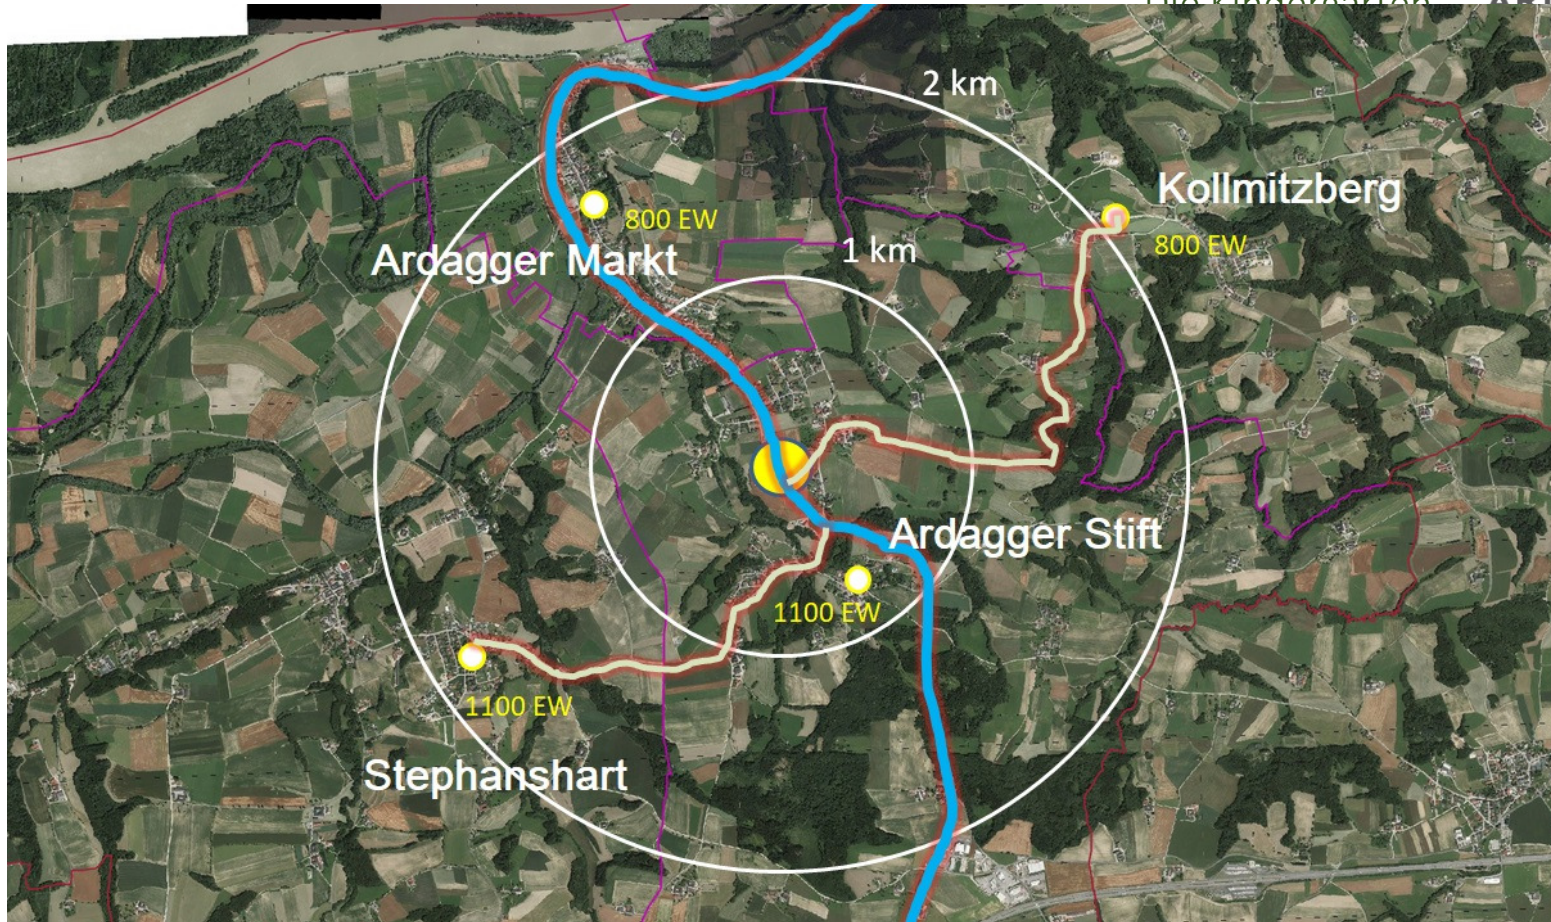 2 km
Kollmitzberg
800 EW
800 EW
1 km
Ardagger Markt
Ardagger Stift
1100 EW
1100 EW
Stephanshart